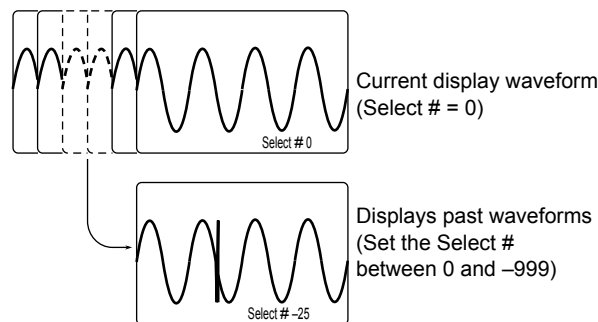 Select # 0
Current display waveform
(Select # = 0)
Select # –25
Displays past waveforms
(Set the Select #
between 0 and –999)